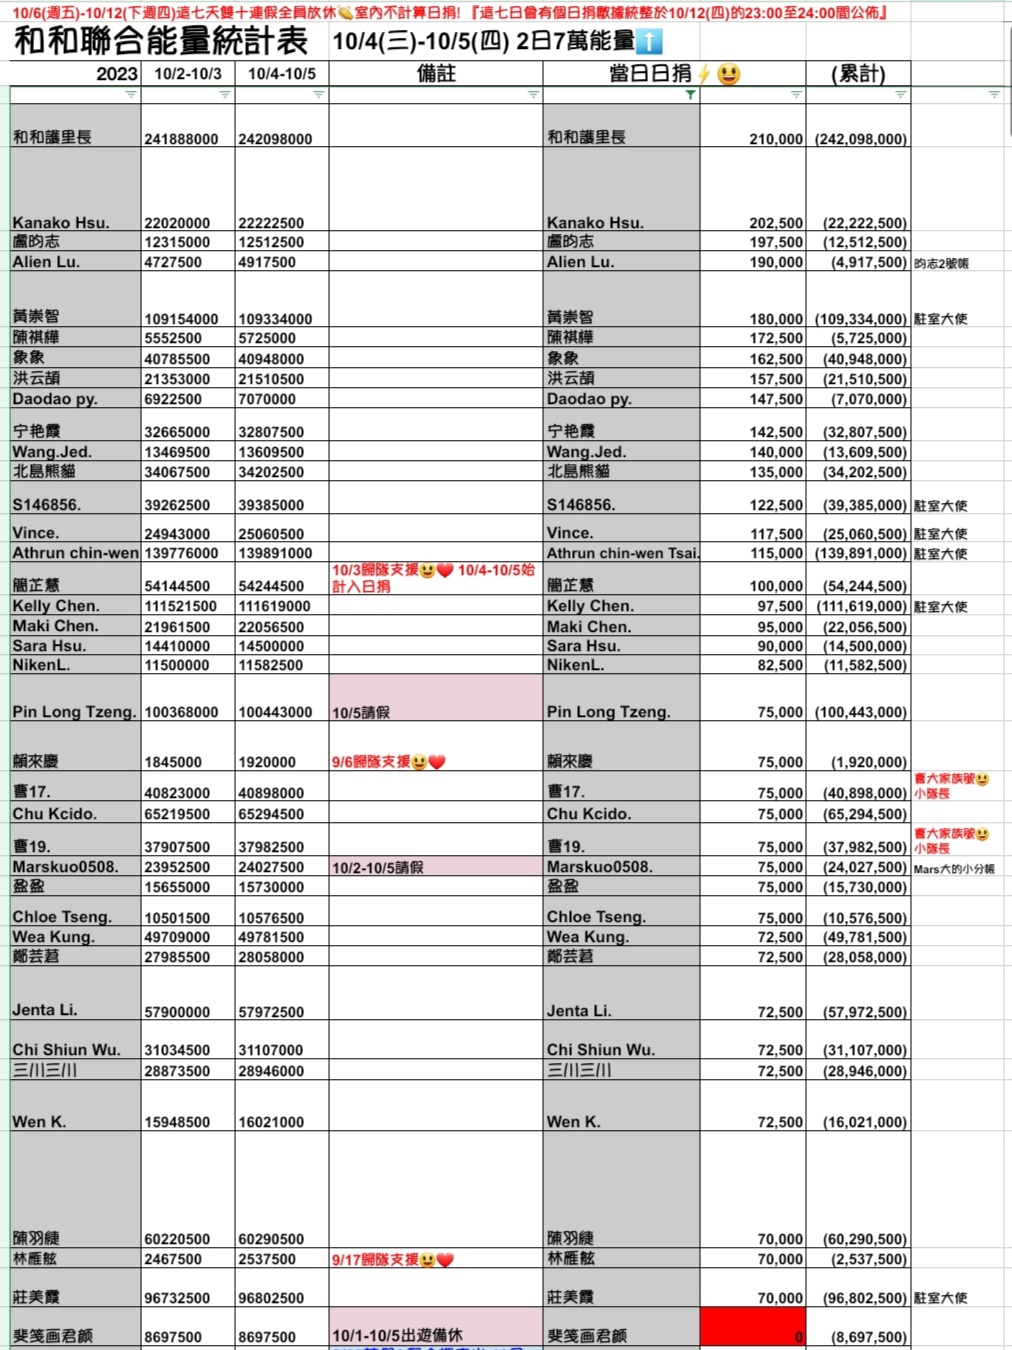 10/6(週五)-10/12(下週四)這七天雙十連假全員放休👏室內不計算日捐!『這七日曾有個日捐數據統整於10/12(四)的23:00至24:00間公佈』
和和聯合能量統計表 10/4(三)-10/5(四) 2日7萬能量⬆️
2023 10/2-10/3 10/4-10/5 備註 當日日捐⚡😃 (累計)
和和護里長 241888000 242098000 和和護里長 210,000 (242,098,000)
Kanako Hsu. 22020000 22222500 Kanako Hsu. 202,500 (22,222,500)
盧昀志 12315000 12512500 盧昀志 197,500 (12,512,500)
Alien Lu. 4727500 4917500 Alien Lu. 190,000 (4,917,500) 昀志2號帳
黃崇智 109154000 109334000 黃崇智 180,000 (109,334,000) 駐室大使
陳祺樺 5552500 5725000 陳祺樺 172,500 (5,725,000)
象象 40785500 40948000 象象 162,500 (40,948,000)
洪云頡 21353000 21510500 洪云頡 157,500 (21,510,500)
Daodao py. 6922500 7070000 Daodao py. 147,500 (7,070,000)
宁艳霞 32665000 32807500 宁艳霞 142,500 (32,807,500)
Wang.Jed. 13469500 13609500 Wang.Jed. 140,000 (13,609,500)
北島熊貓 34067500 34202500 北島熊貓 135,000 (34,202,500)
S146856. 39262500 39385000 S146856. 122,500 (39,385,000) 駐室大使
Vince. 24943000 25060500 Vince. 117,500 (25,060,500) 駐室大使
Athrun chin-wen 139776000 139891000 Athrun chin-wen Tsai. 115,000 (139,891,000) 駐室大使
簡芷慧 54144500 54244500 10/3歸隊支援😃❤️ 10/4-10/5始計入日捐 簡芷慧 100,000 (54,244,500)
Kelly Chen. 111521500 111619000 Kelly Chen. 97,500 (111,619,000) 駐室大使
Maki Chen. 21961500 22056500 Maki Chen. 95,000 (22,056,500)
Sara Hsu. 14410000 14500000 Sara Hsu. 90,000 (14,500,000)
NikenL. 11500000 11582500 NikenL. 82,500 (11,582,500)
Pin Long Tzeng. 100368000 100443000 10/5請假 Pin Long Tzeng. 75,000 (100,443,000)
賴來慶 1845000 1920000 9/6歸隊支援😃❤️ 賴來慶 75,000 (1,920,000)
曹17. 40823000 40898000 曹17. 75,000 (40,898,000) 曹大家族號😃小隊長
Chu Kcido. 65219500 65294500 Chu Kcido. 75,000 (65,294,500)
曹19. 37907500 37982500 曹19. 75,000 (37,982,500) 曹大家族號😃小隊長
Marskuo0508. 23952500 24027500 10/2-10/5請假 Marskuo0508. 75,000 (24,027,500) Mars大的小分帳
盈盈 15655000 15730000 盈盈 75,000 (15,730,000)
Chloe Tseng. 10501500 10576500 Chloe Tseng. 75,000 (10,576,500)
Wea Kung. 49709000 49781500 Wea Kung. 72,500 (49,781,500)
鄭芸莙 27985500 28058000 鄭芸莙 72,500 (28,058,000)
Jenta Li. 57900000 57972500 Jenta Li. 72,500 (57,972,500)
Chi Shiun Wu. 31034500 31107000 Chi Shiun Wu. 72,500 (31,107,000)
三川三川 28873500 28946000 三川三川 72,500 (28,946,000)
Wen K. 15948500 16021000 Wen K. 72,500 (16,021,000)
陳羽緁 60220500 60290500 陳羽緁 70,000 (60,290,500)
林雁舷 2467500 2537500 9/17歸隊支援😃❤️ 林雁舷 70,000 (2,537,500)
莊美霞 96732500 96802500 莊美霞 70,000 (96,802,500) 駐室大使
斐笺画君颜 8697500 8697500 10/1-10/5出遊備休 斐笺画君颜 0 (8,697,500)